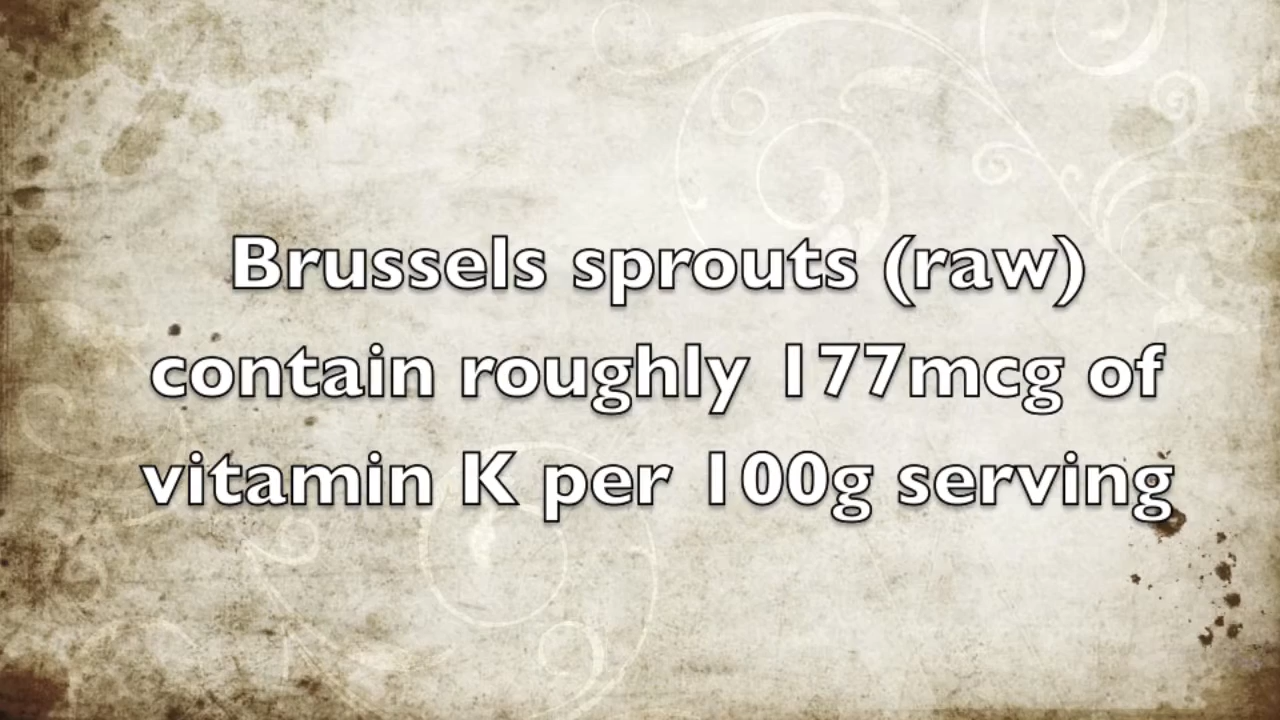 Brussels sprouts (raw)
contain roughly 177mcg of
vitamin K per 100g serving